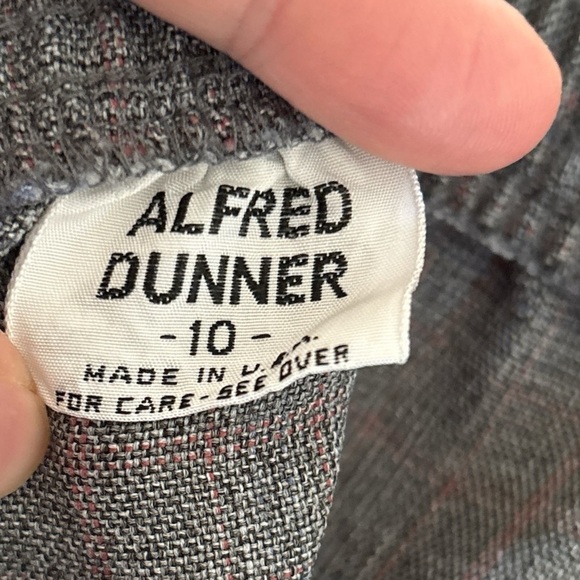 ALFRED
DUNNER
-10-
MADE IN U.S.A.
FOR CARE-SEE OVER